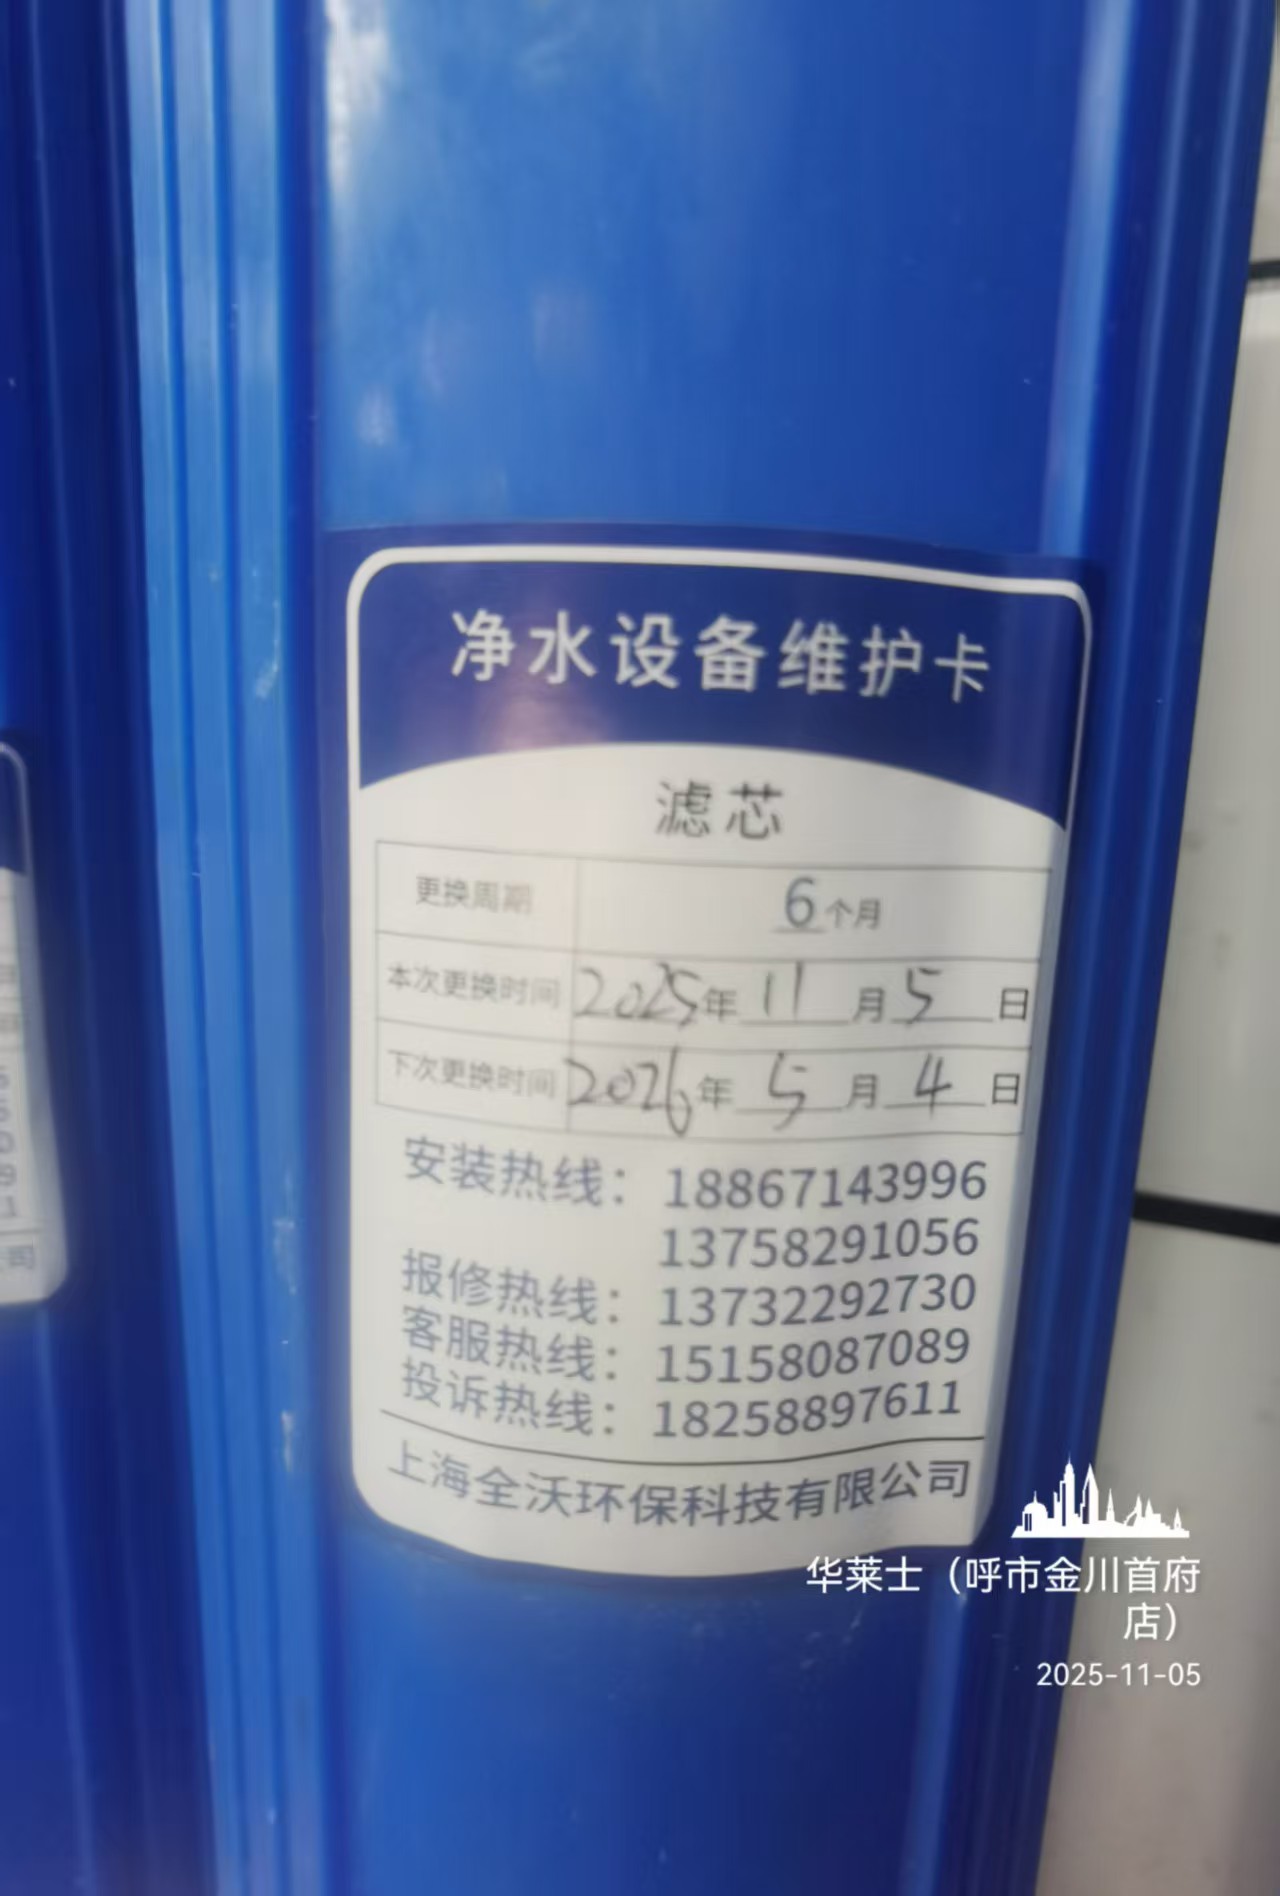 净水设备维护卡
滤芯
更换周期 6个月
本次更换时间 2025年11月5日
下次更换时间 2026年5月4日
安装热线：18867143996
13758291056
报修热线：13732292730
客服热线：15158087089
投诉热线：18258897611
上海全沃环保科技有限公司
华莱士（呼市金川首府
店）
2025-11-05